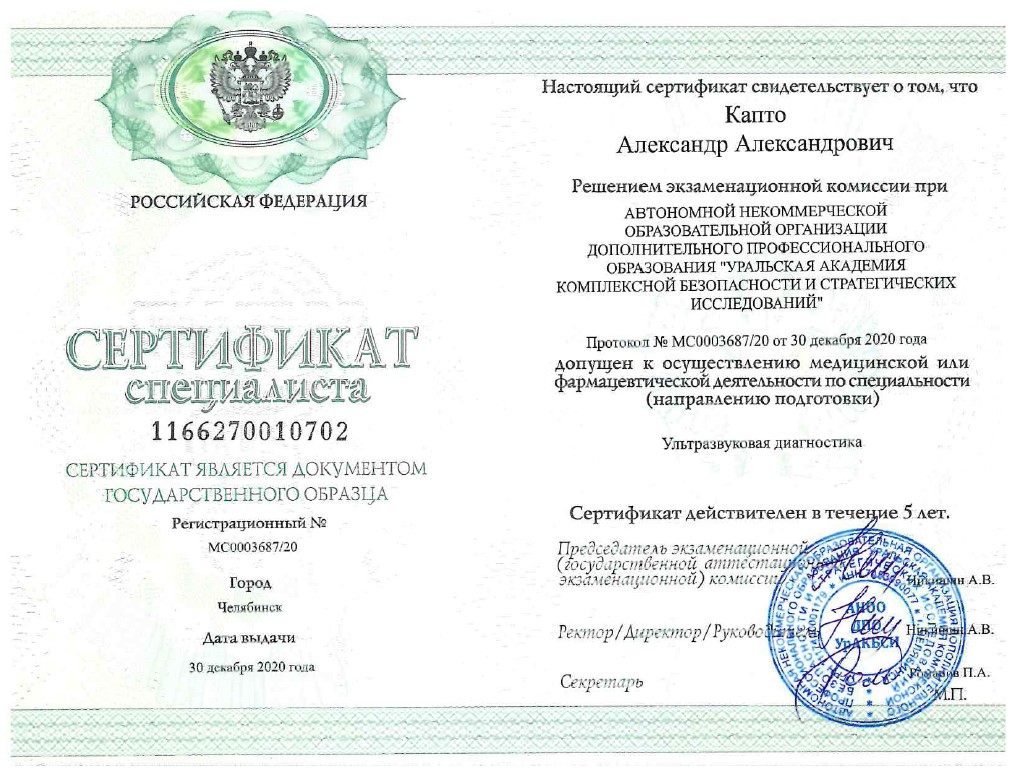 РОССИЙСКАЯ ФЕДЕРАЦИЯ
СЕРТИФИКАТ
специалиста
1166270010702
СЕРТИФИКАТ ЯВЛЯЕТСЯ ДОКУМЕНТОМ
ГОСУДАРСТВЕННОГО ОБРАЗЦА
Регистрационный №
МС0003687/20
Город
Челябинск
Дата выдачи
30 декабря 2020 года
Настоящий сертификат свидетельствует о том, что
Капто
Александр Александрович
Решением экзаменационной комиссии при
АВТОНОМНОЙ НЕКОММЕРЧЕСКОЙ
ОБРАЗОВАТЕЛЬНОЙ ОРГАНИЗАЦИИ
ДОПОЛНИТЕЛЬНОГО ПРОФЕССИОНАЛЬНОГО
ОБРАЗОВАНИЯ "УРАЛЬСКАЯ АКАДЕМИЯ
КОМПЛЕКСНОЙ БЕЗОПАСНОСТИ И СТРАТЕГИЧЕСКИХ
ИССЛЕДОВАНИЙ"
Протокол № МС0003687/20 от 30 декабря 2020 года
допущен к осуществлению медицинской или
фармацевтической деятельности по специальности
(направлению подготовки)
Ультразвуковая диагностика
Сертификат действителен в течение 5 лет.
Председатель экзаменационной
(государственной аттестационной
экзаменационной) комиссии
А.В.
Ректор/Директор/Руководитель
А.В.
Секретарь
П.А.
М.П.
АНОО
ДПО
УрАКБСИ